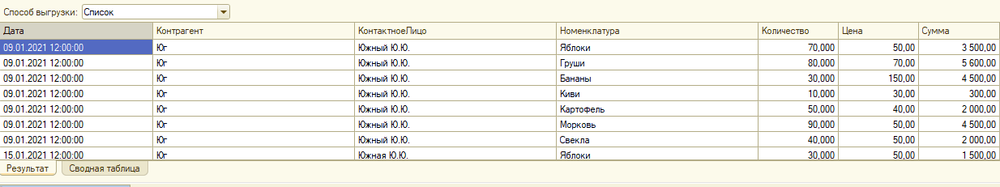 Способ выгрузки: Список
Дата Контрагент КонтактноеЛицо Номенклатура Количество Цена Сумма
09.01.2021 12:00:00 Юг Южный Ю.Ю. Яблоки 70,000 50,00 3 500,00
09.01.2021 12:00:00 Юг Южный Ю.Ю. Груши 80,000 70,00 5 600,00
09.01.2021 12:00:00 Юг Южный Ю.Ю. Бананы 30,000 150,00 4 500,00
09.01.2021 12:00:00 Юг Южный Ю.Ю. Киви 10,000 30,00 300,00
09.01.2021 12:00:00 Юг Южный Ю.Ю. Картофель 50,000 40,00 2 000,00
09.01.2021 12:00:00 Юг Южный Ю.Ю. Морковь 90,000 50,00 4 500,00
09.01.2021 12:00:00 Юг Южный Ю.Ю. Свекла 40,000 50,00 2 000,00
15.01.2021 12:00:00 Юг Южная Ю.Ю. Яблоки 30,000 50,00 1 500,00
Результат Сводная таблица